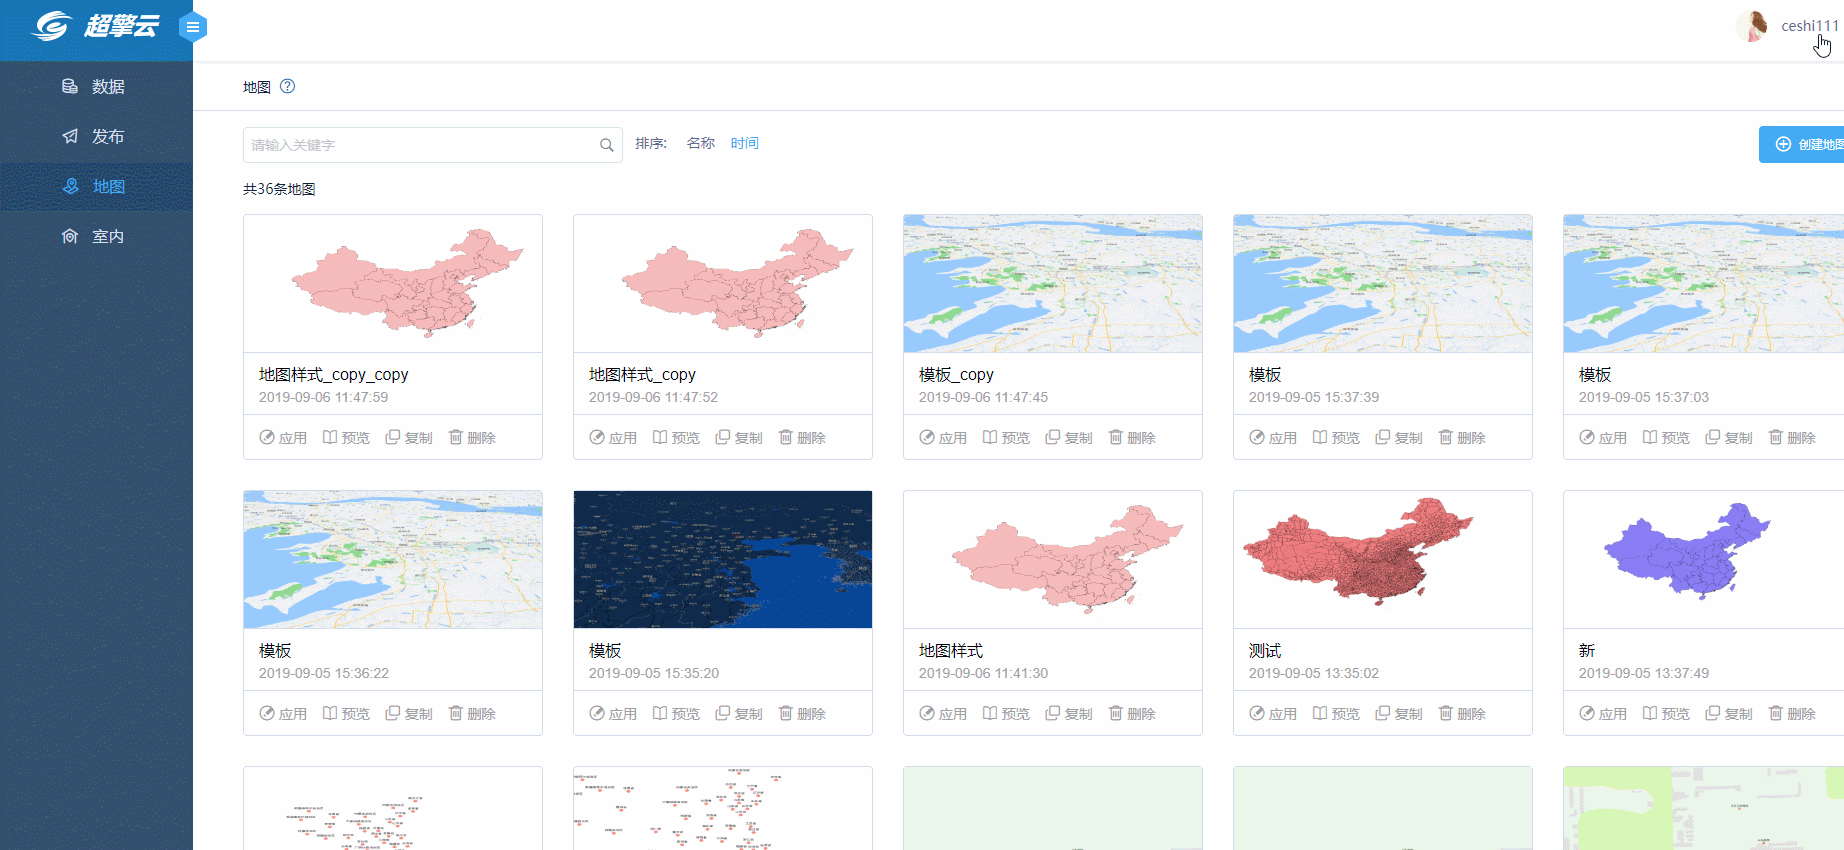 超擎云
ceshi111
数据
发布
地图
室内
地图
请输入关键字
排序: 名称 时间
创建地图
共36条地图
地图样式_copy_copy
2019-09-06 11:47:59
应用 预览 复制 删除
地图样式_copy
2019-09-06 11:47:52
应用 预览 复制 删除
模板_copy
2019-09-06 11:47:45
应用 预览 复制 删除
模板
2019-09-05 15:37:39
应用 预览 复制 删除
模板
2019-09-05 15:37:03
应用 预览 复制 删除
模板
2019-09-05 15:36:22
应用 预览 复制 删除
模板
2019-09-05 15:35:20
应用 预览 复制 删除
地图样式
2019-09-06 11:41:30
应用 预览 复制 删除
测试
2019-09-05 13:35:02
应用 预览 复制 删除
新
2019-09-05 13:37:49
应用 预览 复制 删除